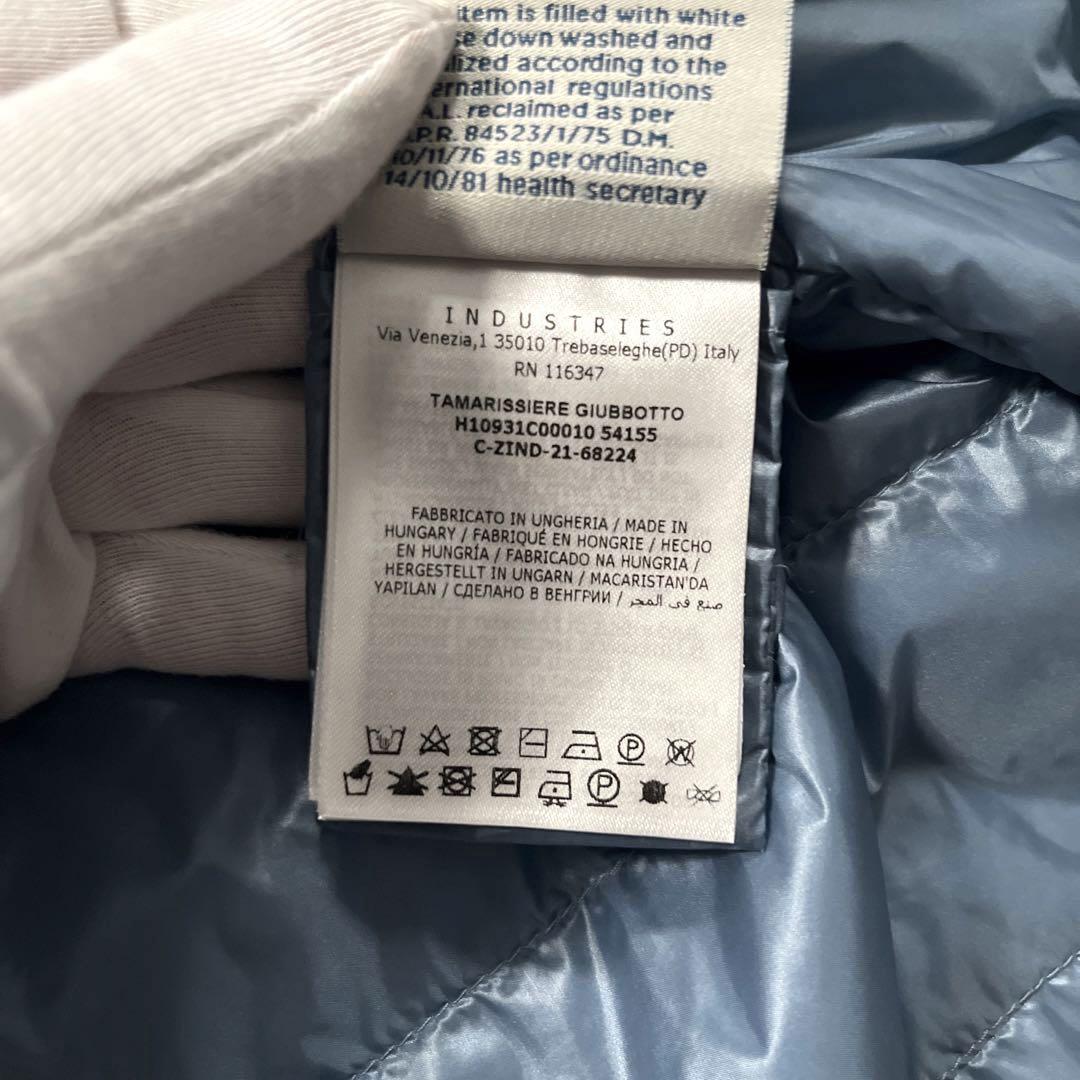 item is filled with white
down washed and
according to the
regulations
A.L. reclaimed as per
D.P.R. 84523/1/75 D.M.
10/11/76 as per ordinance
14/10/81 health secretary
INDUSTRIES
Via Venezia,1 35010 Trebaseleghe(PD) Italy
RN 116347
TAMARISSIERE GIUBBOTTO
H10931C00010 54155
C-ZIND-21-68224
FABBRICATO IN UNGHERIA / MADE IN
HUNGARY / FABRIQUÉ EN HONGRIE / HECHO
EN HUNGRÍA / FABRICADO NA HUNGRIA /
HERGESTELLT IN UNGARN / MACARISTAN'DA
YAPILAN / СДЕЛАНО В ВЕНГРИИ / صنع في المجر
P W
P